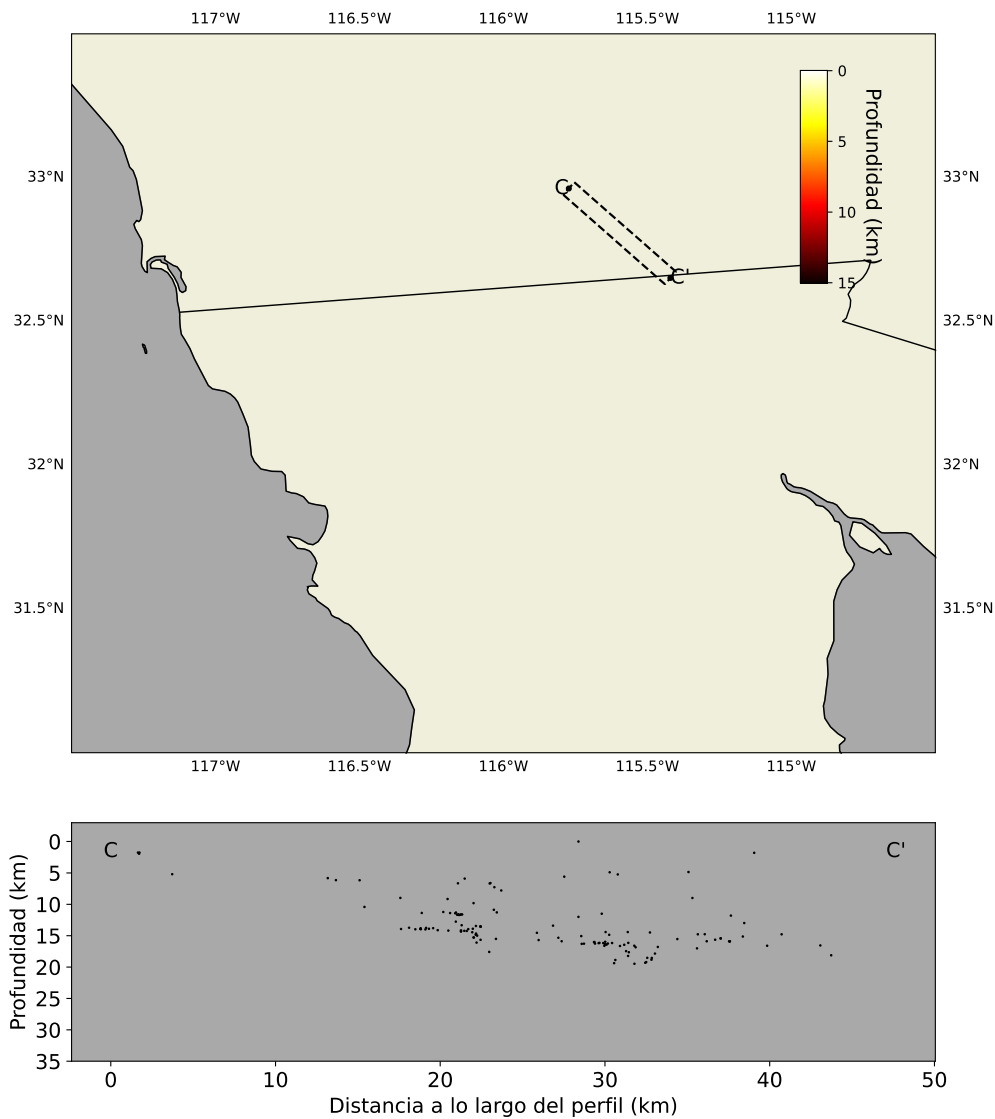 117°W 116.5°W 116°W 115.5°W 115°W
0
5
10
15
Profundidad (km)
33°N 33°N
C
C'
32.5°N 32.5°N
32°N 32°N
31.5°N 31.5°N
117°W 116.5°W 116°W 115.5°W 115°W
C C'
0
5
10
15
20
25
30
35
Profundidad (km)
0 10 20 30 40 50
Distancia a lo largo del perfil (km)